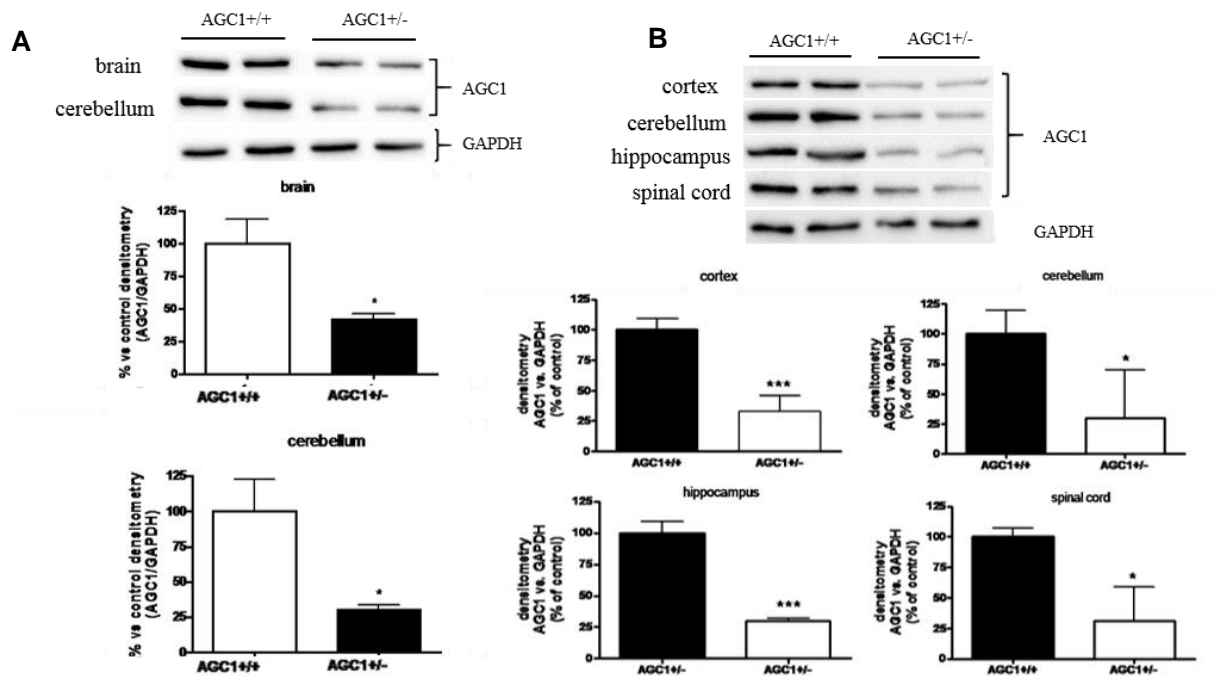 A
AGC1+/+ AGC1+/-
brain
cerebellum
AGC1
GAPDH
brain
% vs control densitometry
(AGC1/GAPDH)
125
100
75
50
25
0
*
AGC1+/+ AGC1+/-
cerebellum
% vs control densitometry
(AGC1/GAPDH)
125
100
75
50
25
0
*
AGC1+/+ AGC1+/-
B
AGC1+/+ AGC1+/-
cortex
cerebellum
hippocampus
spinal cord
AGC1
GAPDH
cortex
densitometry
AGC1 vs. GAPDH
(% of control)
125
100
75
50
25
0
***
AGC1+/+ AGC1+/-
cerebellum
densitometry
AGC1 vs. GAPDH
(% of control)
125
100
75
50
25
0
*
AGC1+/+ AGC1+/-
hippocampus
densitometry
AGC1 vs. GAPDH
(% of control)
125
100
75
50
25
0
***
AGC1+/- AGC1+/-
spinal cord
densitometry
AGC1 vs. GAPDH
(% of control)
125
100
75
50
25
0
*
AGC1+/+ AGC1+/-